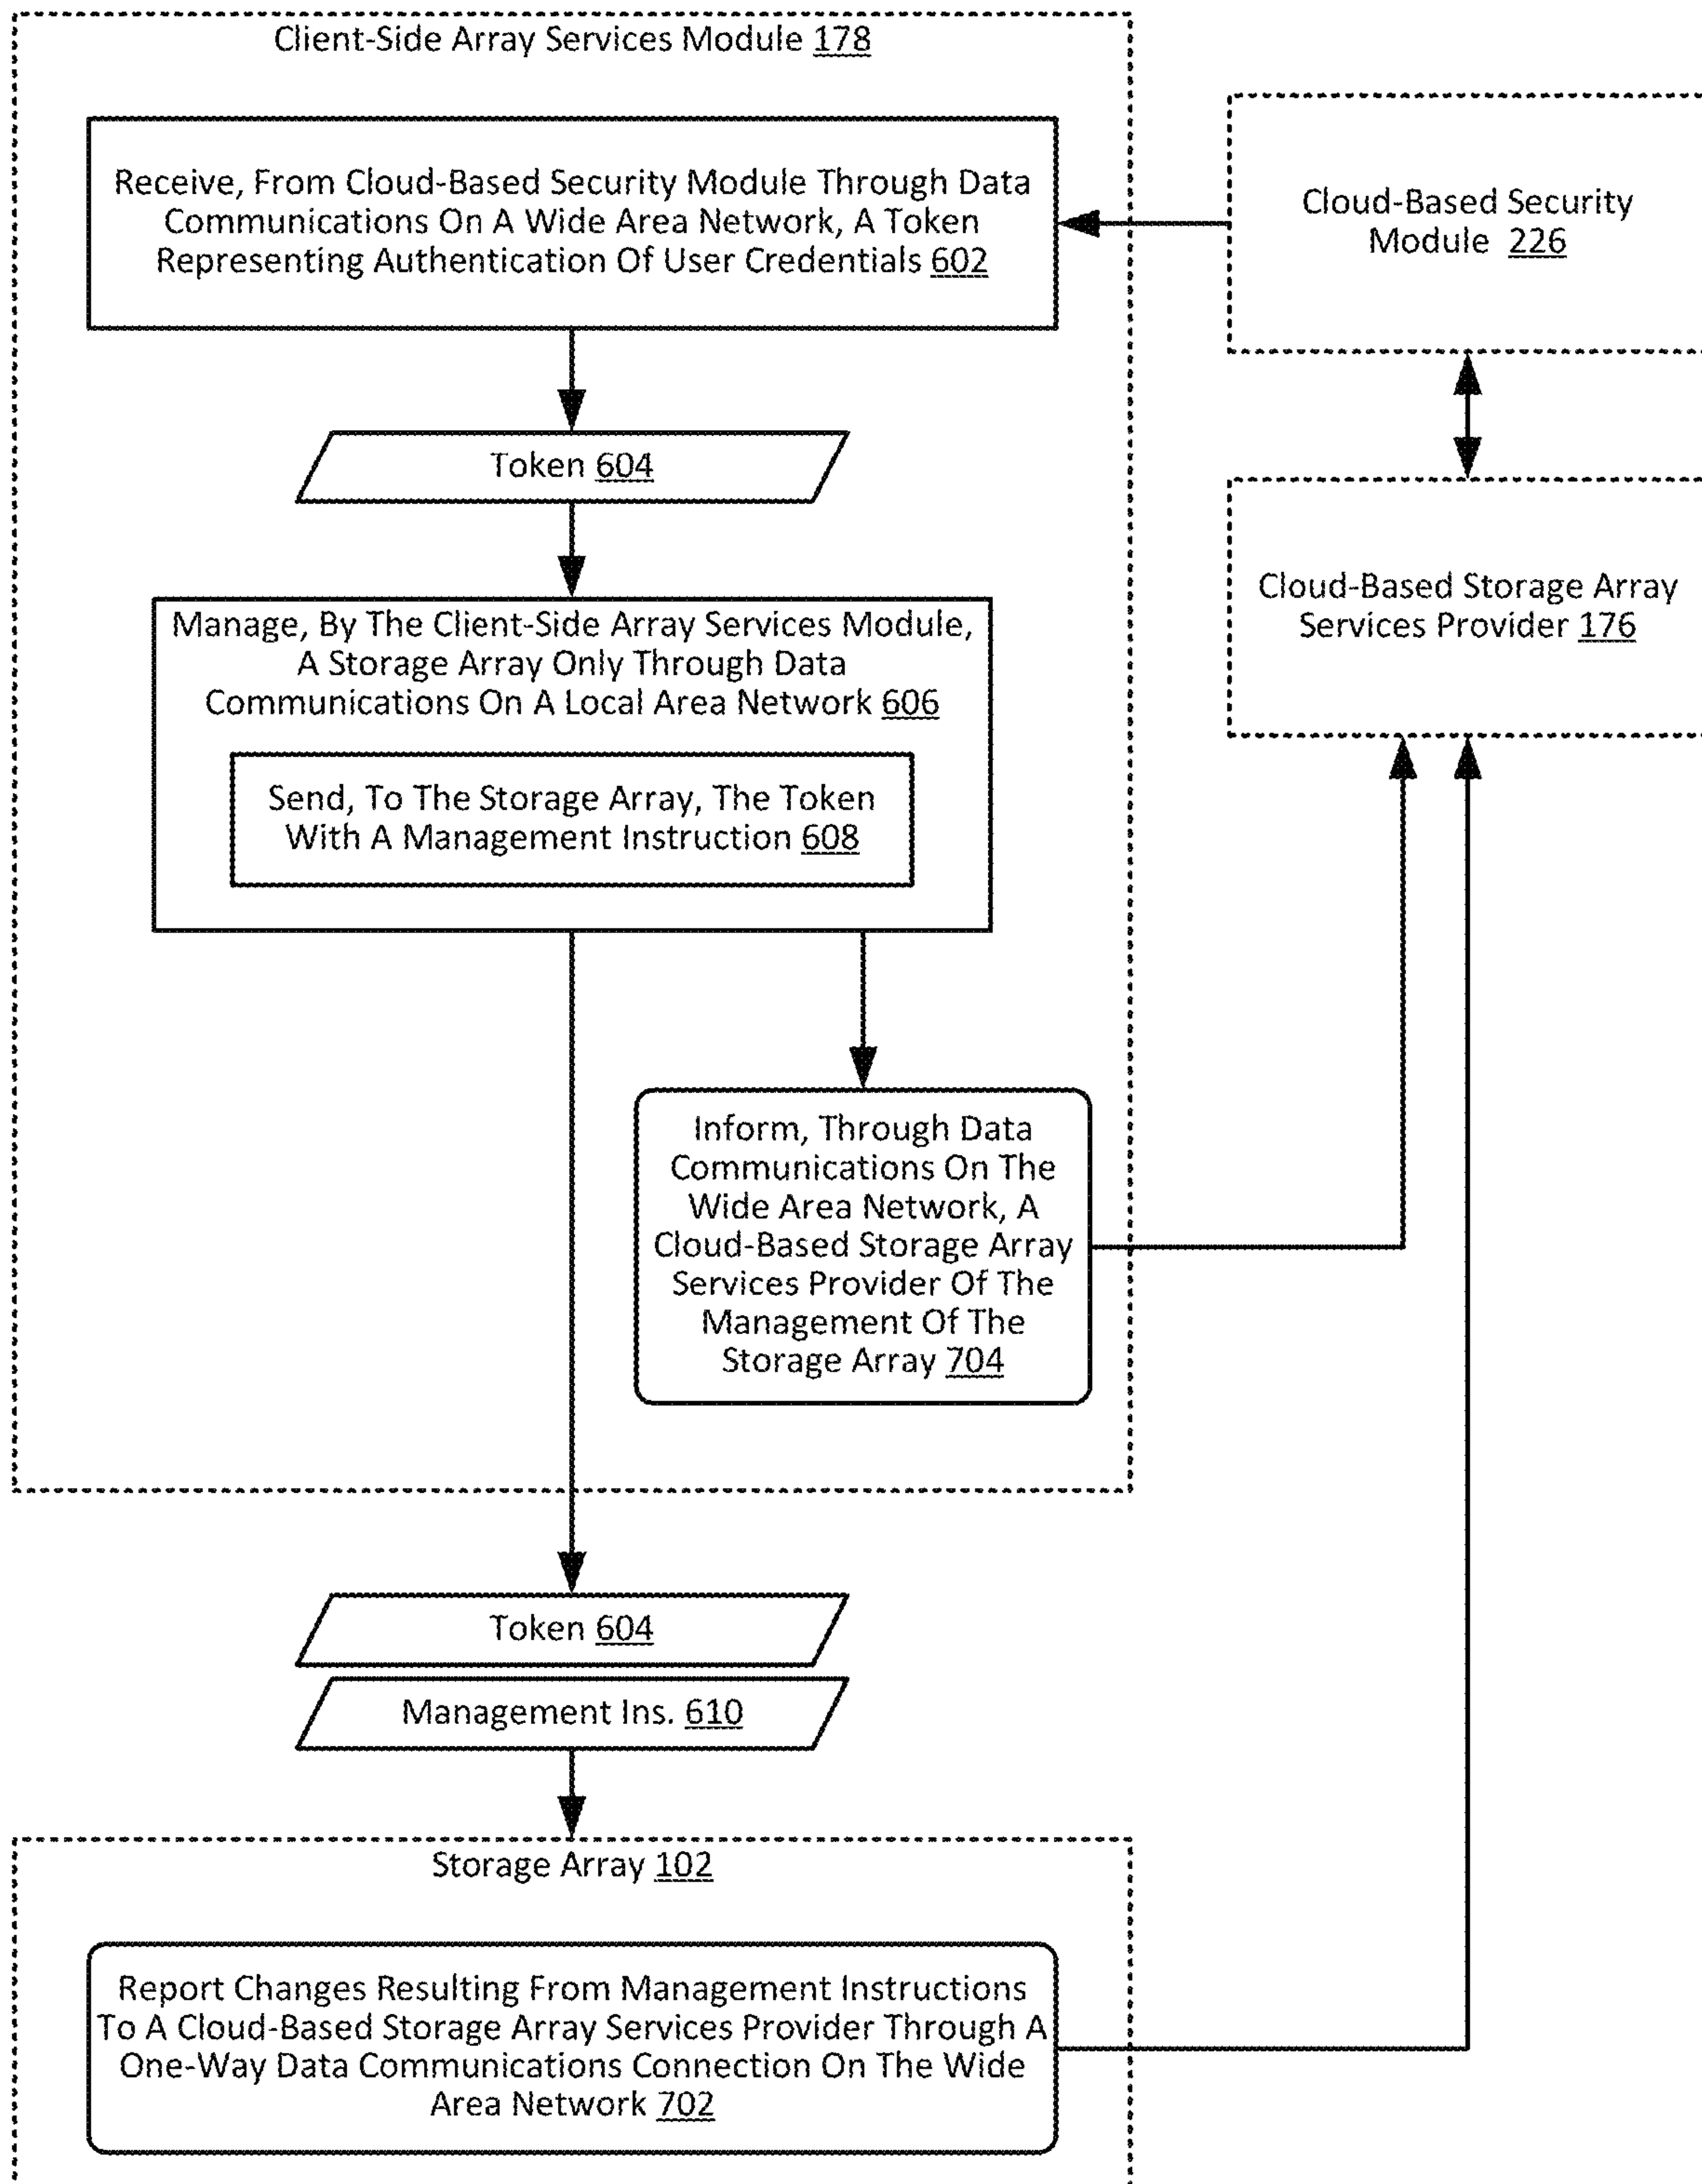 Client-Side Array Services Module 178
Receive, From Cloud-Based Security Module Through Data
Communications On A Wide Area Network, A Token
Representing Authentication Of User Credentials 602
Cloud-Based Security
Module 226
Token 604
Cloud-Based Storage Array
Services Provider 176
Manage, By The Client-Side Array Services Module,
A Storage Array Only Through Data
Communications On A Local Area Network 606
Send, To The Storage Array, The Token
With A Management Instruction 608
Inform, Through Data
Communications On The
Wide Area Network, A
Cloud-Based Storage Array
Services Provider Of The
Management Of The
Storage Array 704
Token 604
Management Ins. 610
Storage Array 102
Report Changes Resulting From Management Instructions
To A Cloud-Based Storage Array Services Provider Through A
One-Way Data Communications Connection On The Wide
Area Network 702